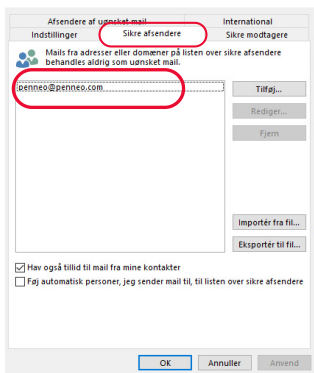 Afsendere af uønsket mail
International
Indstillinger
Sikre afsendere
Sikre modtagere
Mails fra adresser eller domæner på listen over sikre afsendere
behandles aldrig som uønsket mail.
penneo@penneo.com
Tilføj...
Rediger...
Fjern
Importér fra fil...
Eksportér til fil...
Hav også tillid til mail fra mine kontakter
Føj automatisk personer, jeg sender mail til, til listen over sikre afsendere
OK
Annuller
Anvend